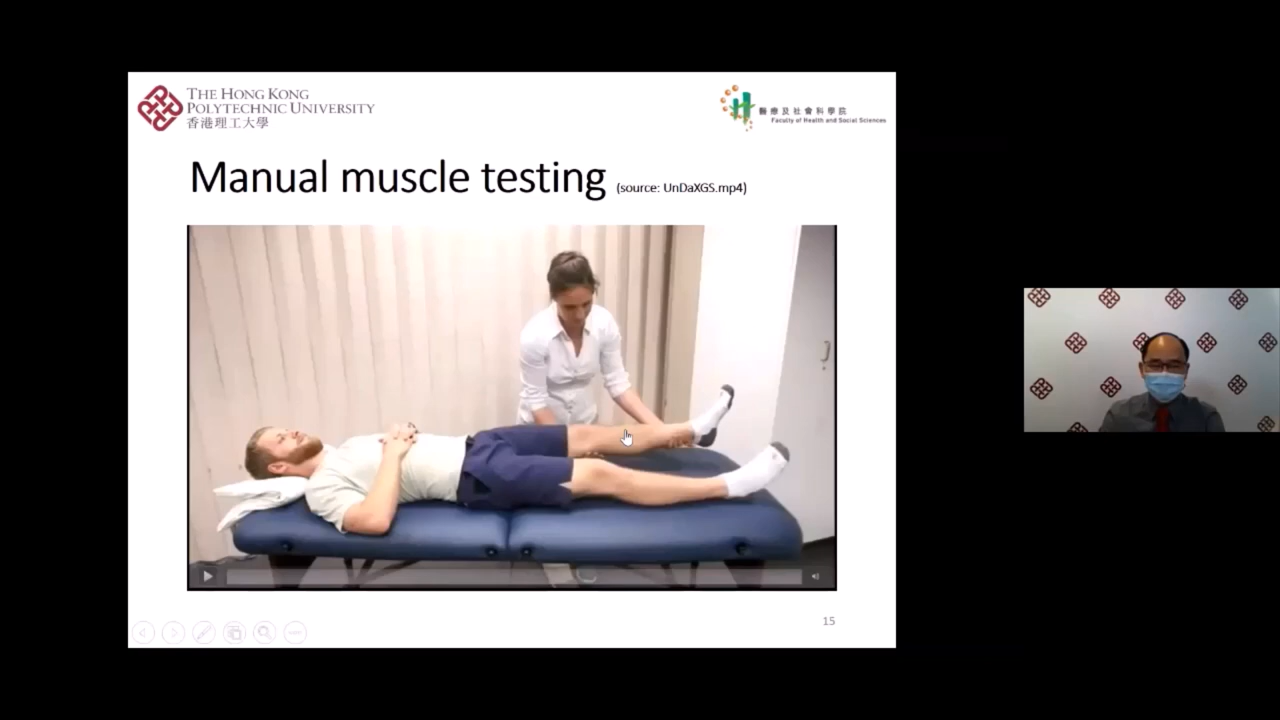 THE HONG KONG
POLYTECHNIC UNIVERSITY
香港理工大學
醫療及社會科學院
Faculty of Health and Social Sciences
Manual muscle testing (source: UnDaXGS.mp4)
15